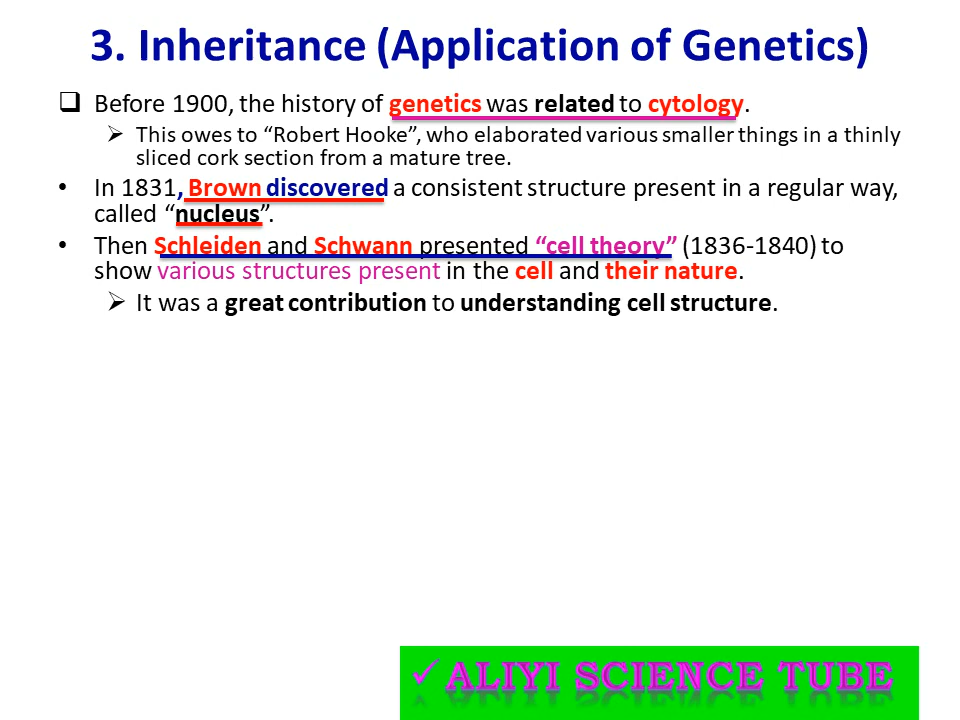 3. Inheritance (Application of Genetics)
❑ Before 1900, the history of genetics was related to cytology.
➢ This owes to “Robert Hooke”, who elaborated various smaller things in a thinly
sliced cork section from a mature tree.
• In 1831, Brown discovered a consistent structure present in a regular way,
called “nucleus”.
• Then Schleiden and Schwann presented “cell theory” (1836-1840) to
show various structures present in the cell and their nature.
➢ It was a great contribution to understanding cell structure.
✓ ALIYI SCIENCE TUBE